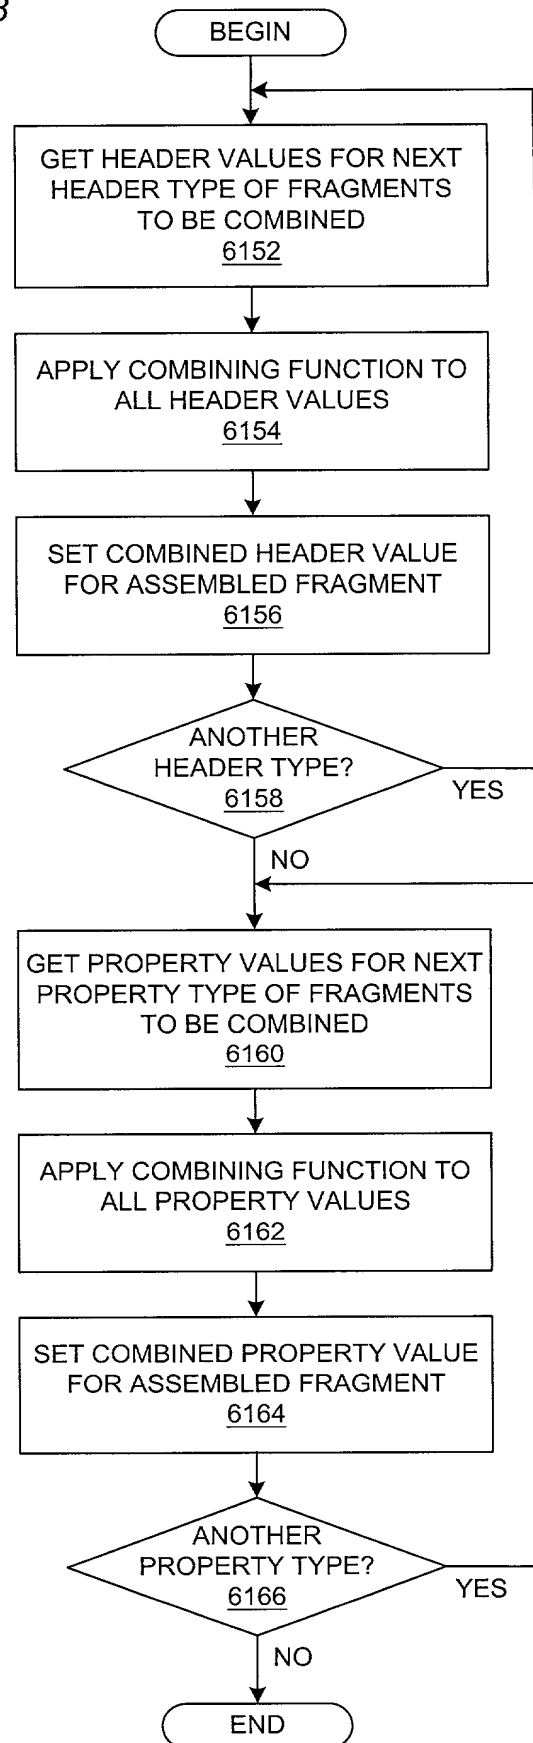 BEGIN
GET HEADER VALUES FOR NEXT
HEADER TYPE OF FRAGMENTS
TO BE COMBINED
6152
APPLY COMBINING FUNCTION TO
ALL HEADER VALUES
6154
SET COMBINED HEADER VALUE
FOR ASSEMBLED FRAGMENT
6156
ANOTHER
HEADER TYPE?
6158
YES
NO
GET PROPERTY VALUES FOR NEXT
PROPERTY TYPE OF FRAGMENTS
TO BE COMBINED
6160
APPLY COMBINING FUNCTION TO
ALL PROPERTY VALUES
6162
SET COMBINED PROPERTY VALUE
FOR ASSEMBLED FRAGMENT
6164
ANOTHER
PROPERTY TYPE?
6166
YES
NO
END